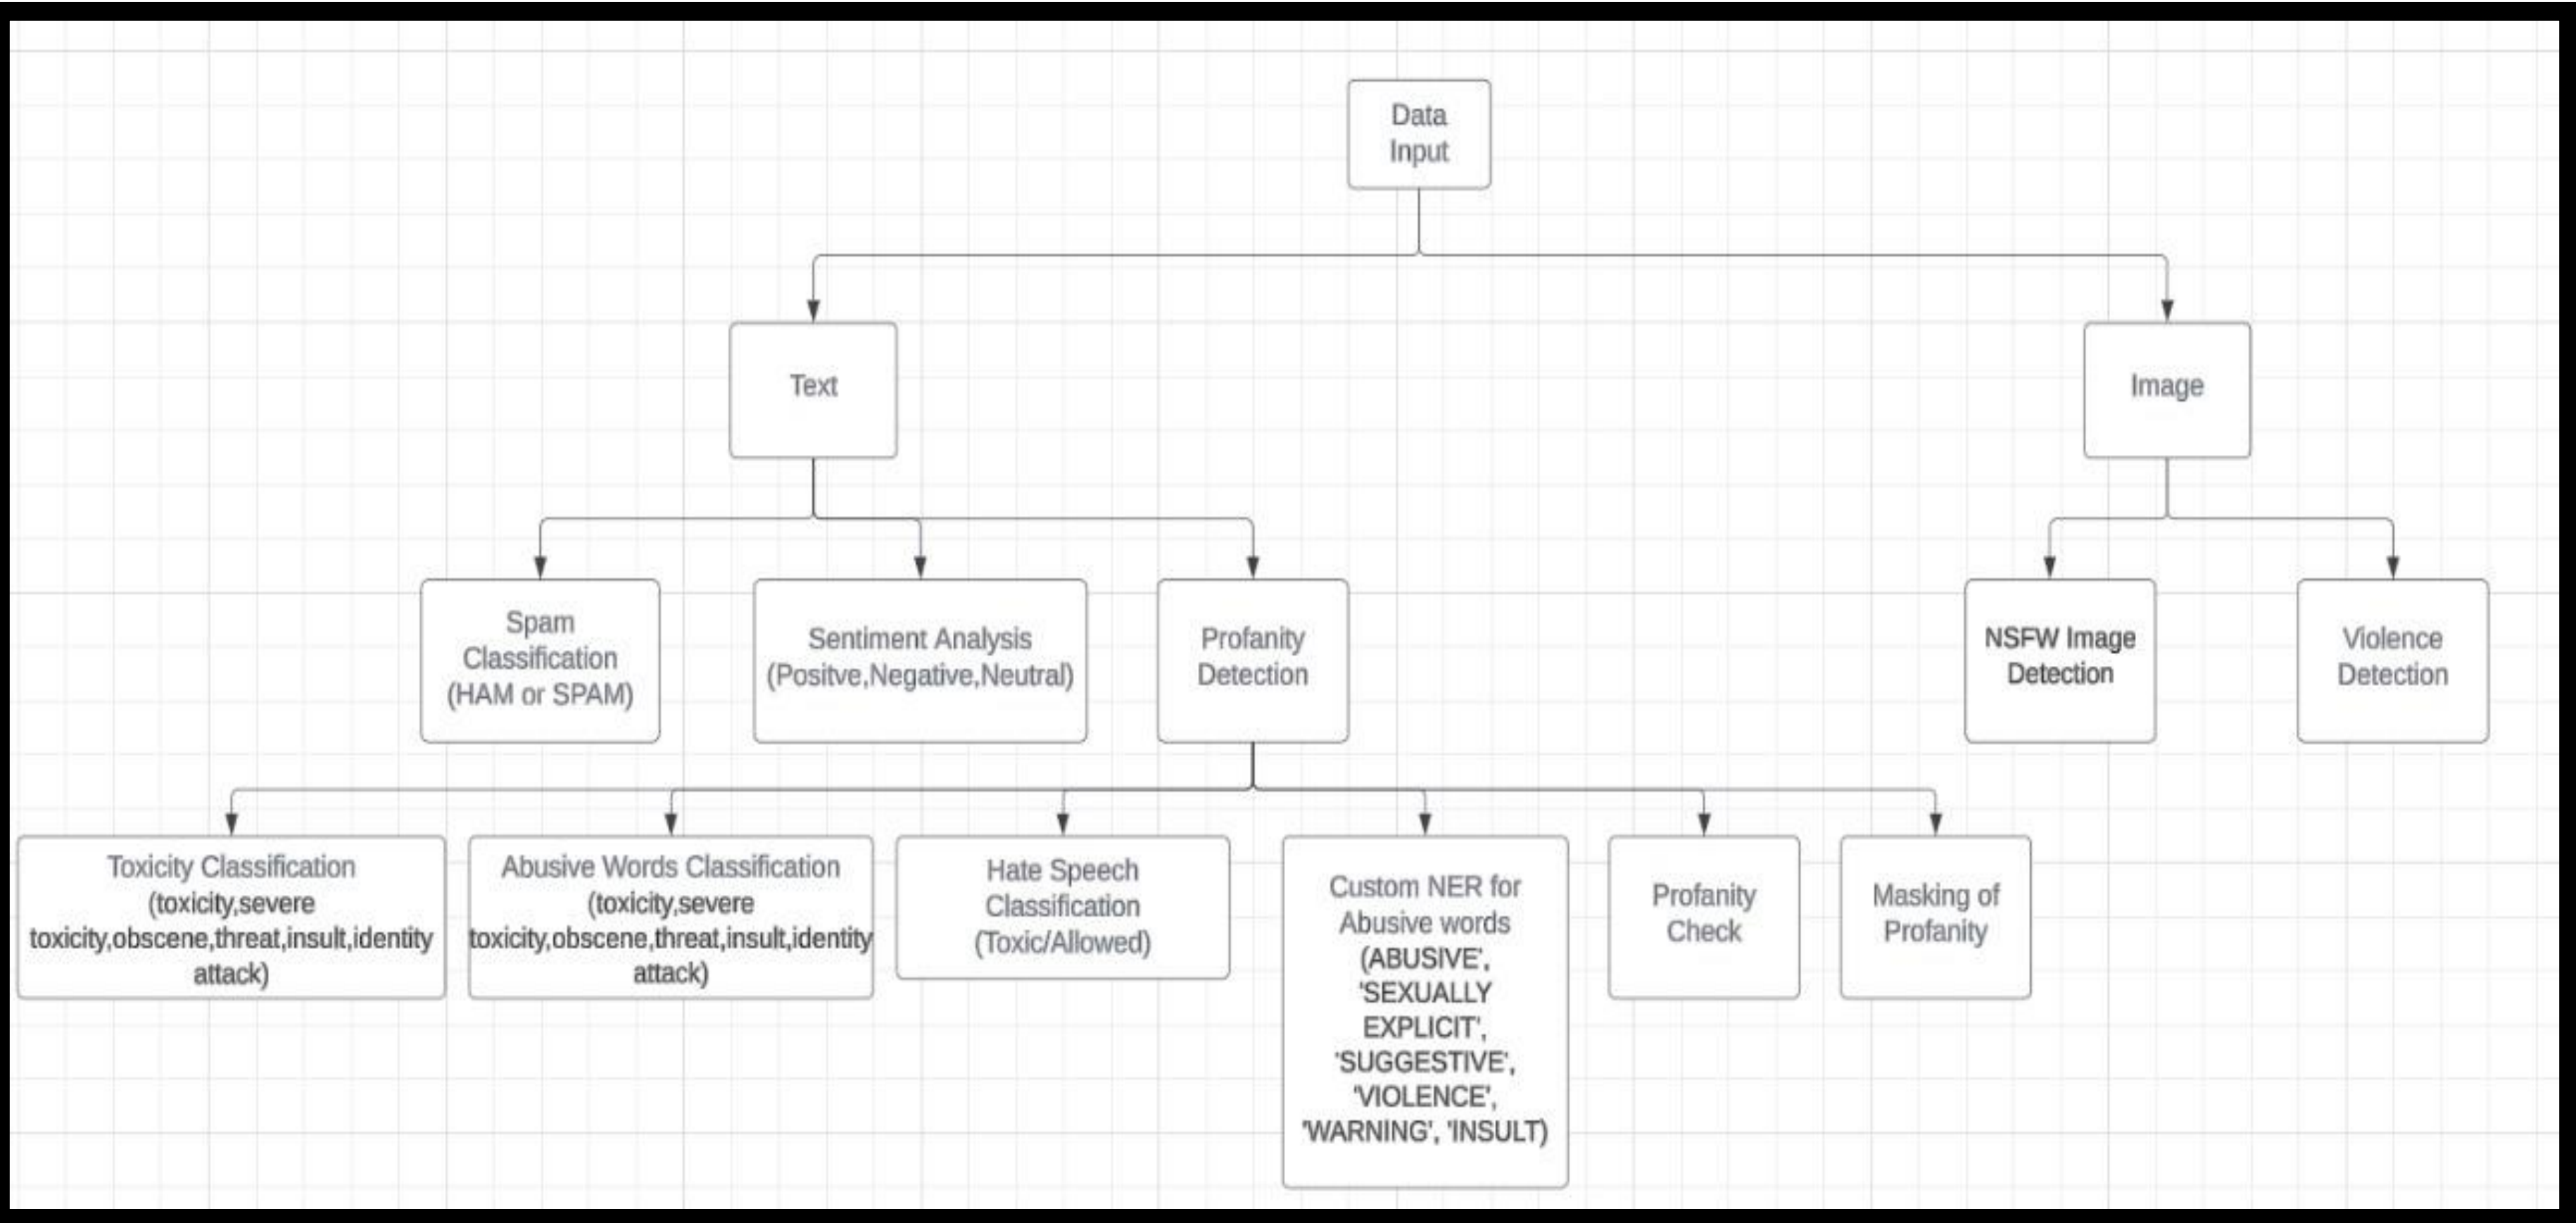 Data
Input
Text
Image
Spam
Classification
(HAM or SPAM)
Sentiment Analysis
(Positve,Negative,Neutral)
Profanity
Detection
NSFW Image
Detection
Violence
Detection
Toxicity Classification
(toxicity,severe
toxicity,obscene,threat,insult,identity
attack)
Abusive Words Classification
(toxicity,severe
toxicity,obscene,threat,insult,identity
attack)
Hate Speech
Classification
(Toxic/Allowed)
Custom NER for
Abusive words
(ABUSIVE',
'SEXUALLY
EXPLICIT',
'SUGGESTIVE',
'VIOLENCE',
'WARNING', 'INSULT)
Profanity
Check
Masking of
Profanity